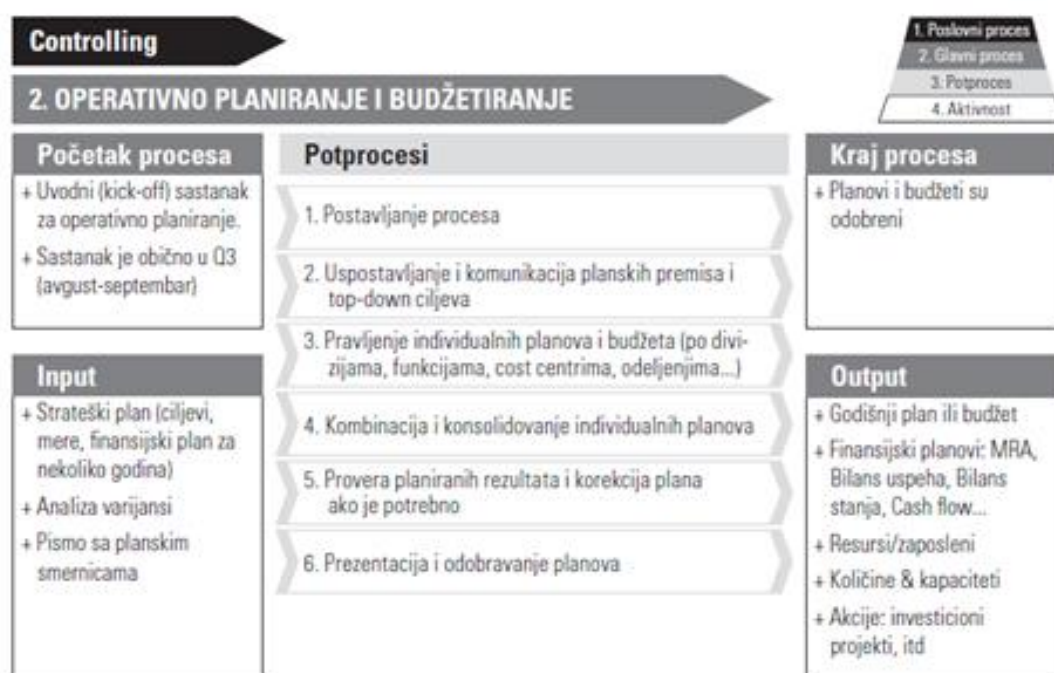 Controlling
1. Poslovni proces
2. Glavni proces
3. Potproces
4. Aktivnost
2. OPERATIVNO PLANIRANJE I BUDŽETIRANJE
Početak procesa
+ Uvodni (kick-off) sastanak
za operativno planiranje.
+ Sastanak je obično u Q3
(avgust-septembar)
Input
+ Strateški plan (ciljevi,
mere, finansijski plan za
nekoliko godina)
+ Analiza varijansi
+ Pismo sa planskim
smernicama
Potprocesi
1. Postavljanje procesa
2. Uspostavljanje i komunikacija planskih premisa i
top-down ciljeva
3. Pravljenje individualnih planova i budžeta (po divi-
zijama, funkcijama, cost centrima, odeljenjima...)
4. Kombinacija i konsolidovanje individualnih planova
5. Provera planiranih rezultata i korekcija plana
ako je potrebno
6. Prezentacija i odobravanje planova
Kraj procesa
+ Planovi i budžeti su
odobreni
Output
+ Godišnji plan ili budžet
+ Finansijski planovi: MRA,
Bilans uspeha, Bilans
stanja, Cash flow...
+ Resursi/zaposleni
+ Količine & kapaciteti
+ Akcije: investicioni
projekti, itd